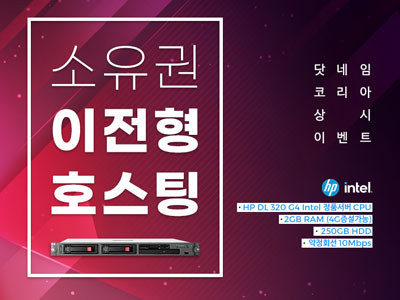 소유권
이전형
호스팅
닷네임
코리아
상시
이벤트
hp intel
• HP DL 320 G4 Intel 정품서버 CPU
• 2GB RAM (4G증설가능)
• 250GB HDD
• 약정회선 10Mbps